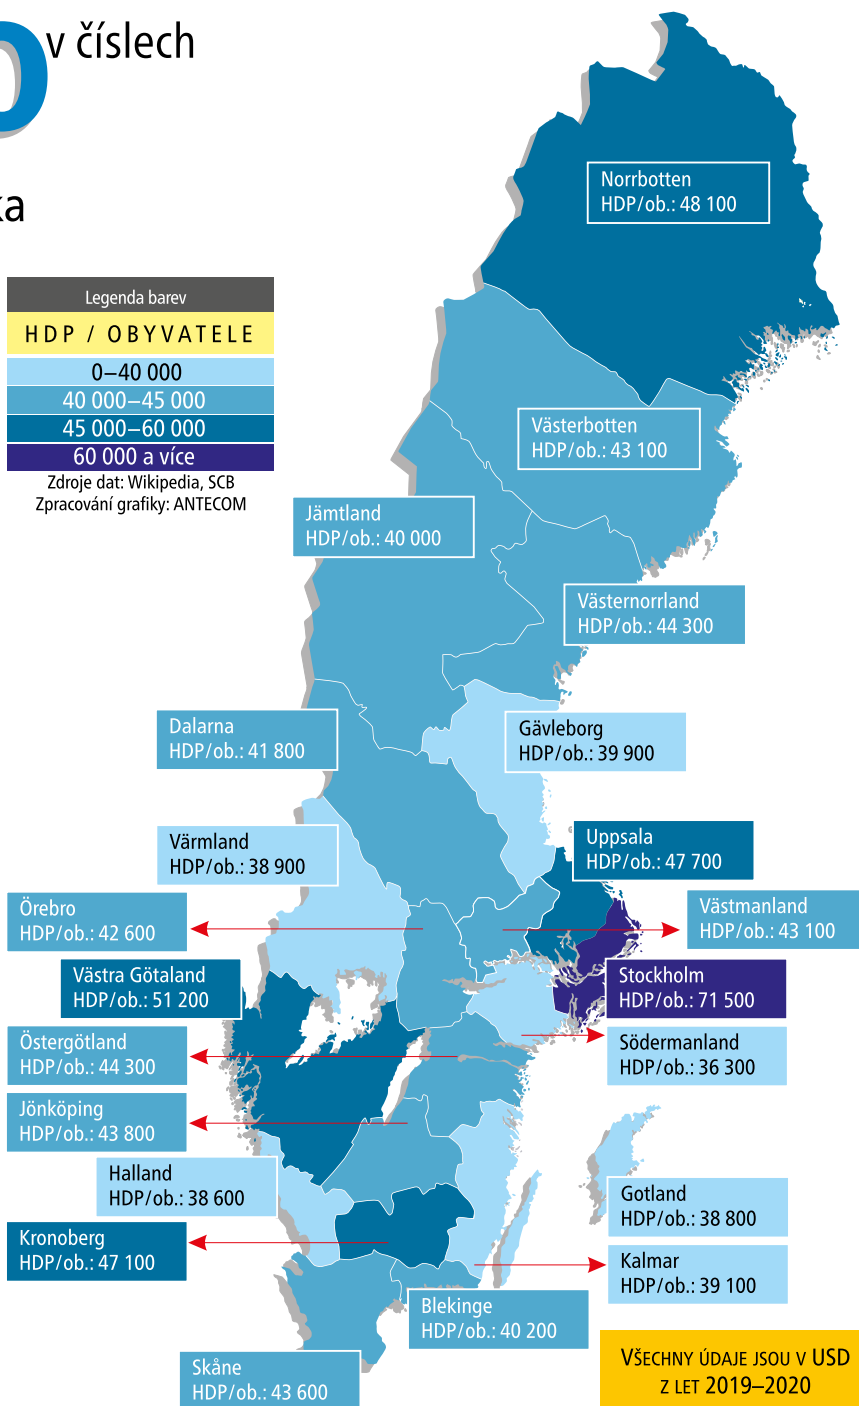 v číslech
Legenda barev
HDP / OBYVATELE
0–40 000
40 000–45 000
45 000–60 000
60 000 a více
Zdroje dat: Wikipedia, SCB
Zpracování grafiky: ANTECOM
Norrbotten
HDP/ob.: 48 100
Västerbotten
HDP/ob.: 43 100
Jämtland
HDP/ob.: 40 000
Västernorrland
HDP/ob.: 44 300
Dalarna
HDP/ob.: 41 800
Gävleborg
HDP/ob.: 39 900
Värmland
HDP/ob.: 38 900
Uppsala
HDP/ob.: 47 700
Örebro
HDP/ob.: 42 600
Västmanland
HDP/ob.: 43 100
Västra Götaland
HDP/ob.: 51 200
Stockholm
HDP/ob.: 71 500
Östergötland
HDP/ob.: 44 300
Södermanland
HDP/ob.: 36 300
Jönköping
HDP/ob.: 43 800
Halland
HDP/ob.: 38 600
Gotland
HDP/ob.: 38 800
Kronoberg
HDP/ob.: 47 100
Kalmar
HDP/ob.: 39 100
Blekinge
HDP/ob.: 40 200
Skåne
HDP/ob.: 43 600
VŠECHNY ÚDAJE JSOU V USD
Z LET 2019–2020